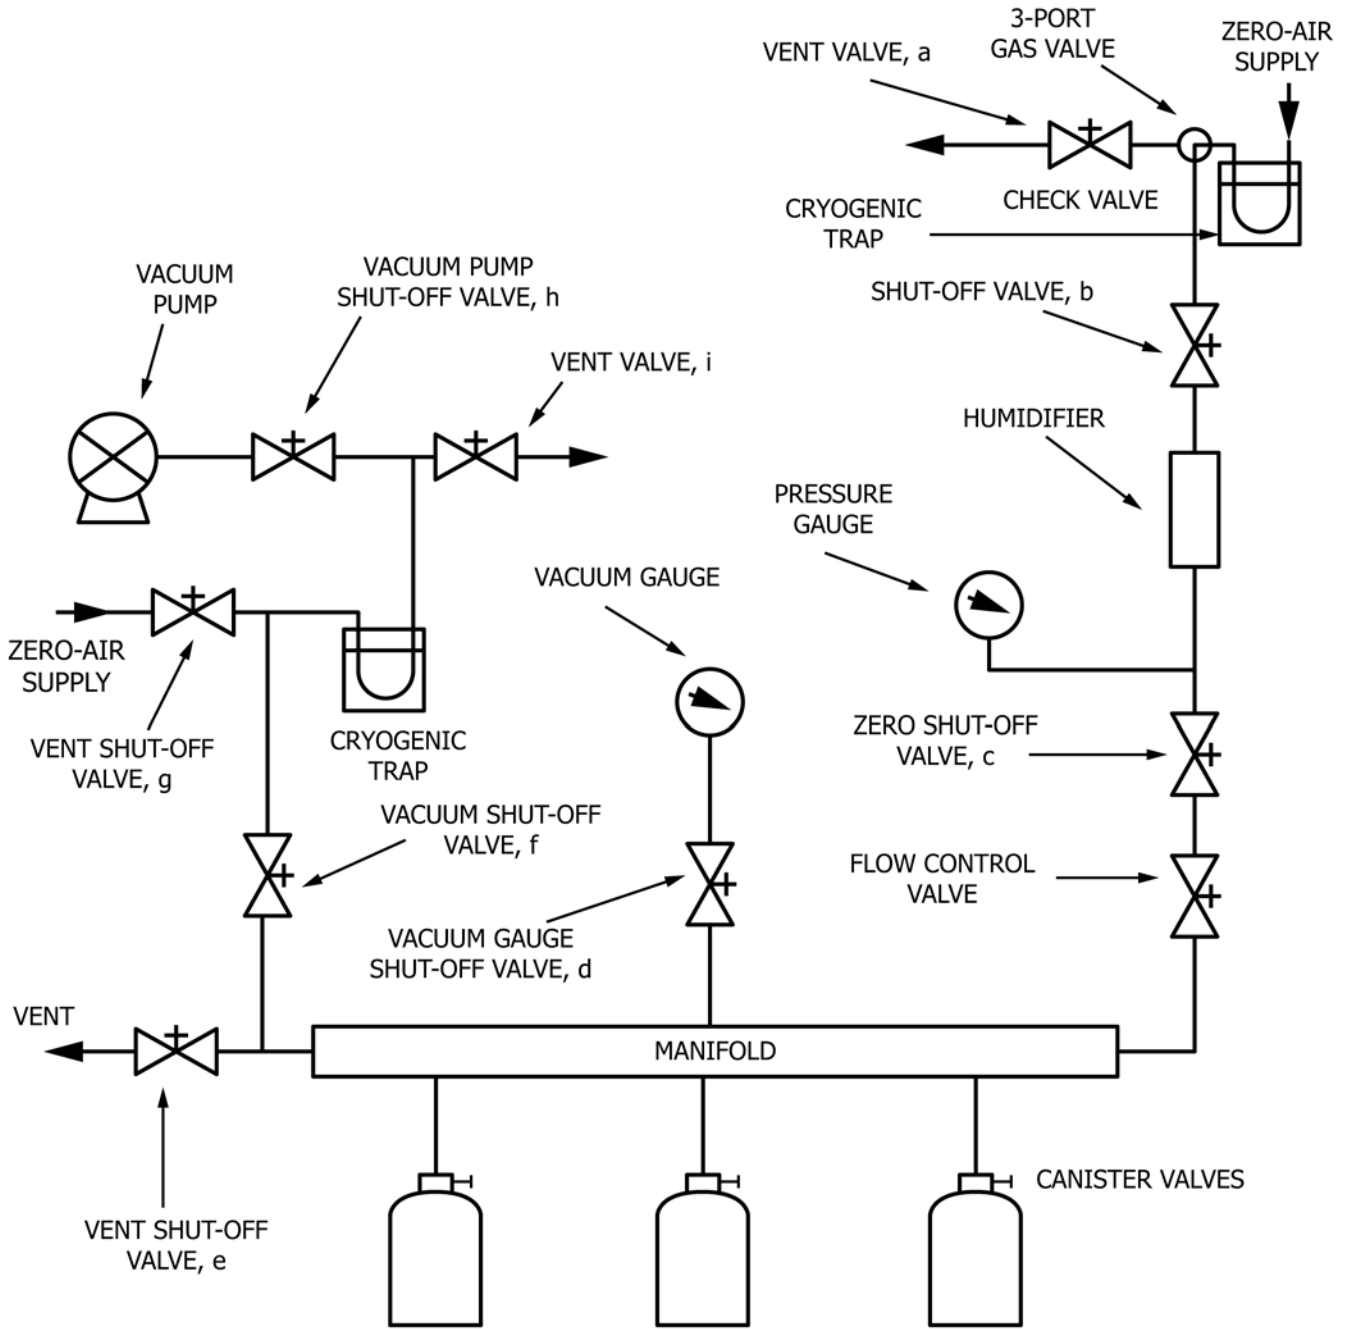 3-PORT
GAS VALVE
ZERO-AIR
SUPPLY
VENT VALVE, a
CHECK VALVE
CRYOGENIC
TRAP
VACUUM
PUMP
VACUUM PUMP
SHUT-OFF VALVE, h
SHUT-OFF VALVE, b
VENT VALVE, i
HUMIDIFIER
PRESSURE
GAUGE
VACUUM GAUGE
ZERO-AIR
SUPPLY
VENT SHUT-OFF
VALVE, g
CRYOGENIC
TRAP
ZERO SHUT-OFF
VALVE, c
VACUUM SHUT-OFF
VALVE, f
FLOW CONTROL
VALVE
VACUUM GAUGE
SHUT-OFF VALVE, d
VENT
MANIFOLD
CANISTER VALVES
VENT SHUT-OFF
VALVE, e